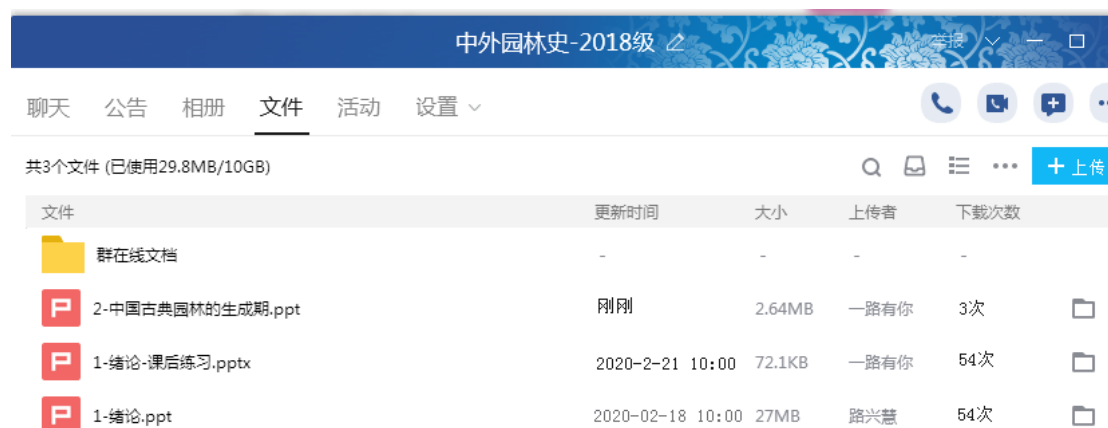 中外园林史-2018级
举报
聊天 公告 相册 文件 活动 设置
共3个文件 (已使用29.8MB/10GB)
上传
文件 更新时间 大小 上传者 下载次数
群在线文档 - - - -
2-中国古典园林的生成期.ppt 刚刚 2.64MB 一路有你 3次
1-绪论-课后练习.pptx 2020-2-21 10:00 72.1KB 一路有你 54次
1-绪论.ppt 2020-02-18 10:00 27MB 路兴慧 54次